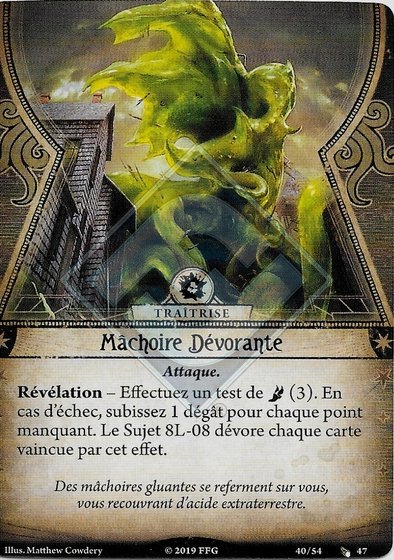 TRAÎTRISE
Mâchoire Dévorante
Attaque.
Révélation – Effectuez un test de (3). En
cas d'échec, subissez 1 dégât pour chaque point
manquant. Le Sujet 8L-08 dévore chaque carte
vaincue par cet effet.
Des mâchoires gluantes se referment sur vous,
vous recouvrant d'acide extraterrestre.
Illus. Matthew Cowdery © 2019 FFG 40/54 47